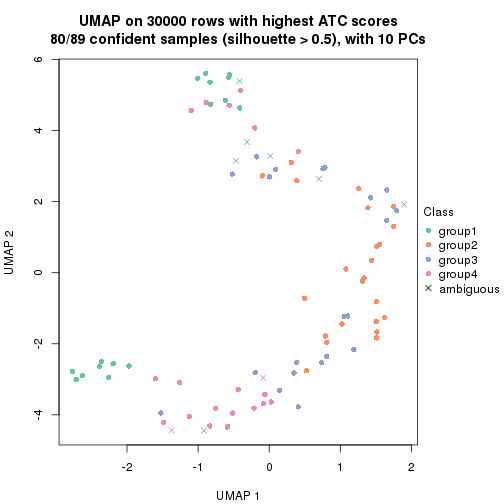 UMAP on 30000 rows with highest ATC scores
80/89 confident samples (silhouette > 0.5), with 10 PCs
6
4
2
0
-2
-4
UMAP 2
-2
-1
0
1
2
UMAP 1
Class
group1
group2
group3
group4
ambiguous